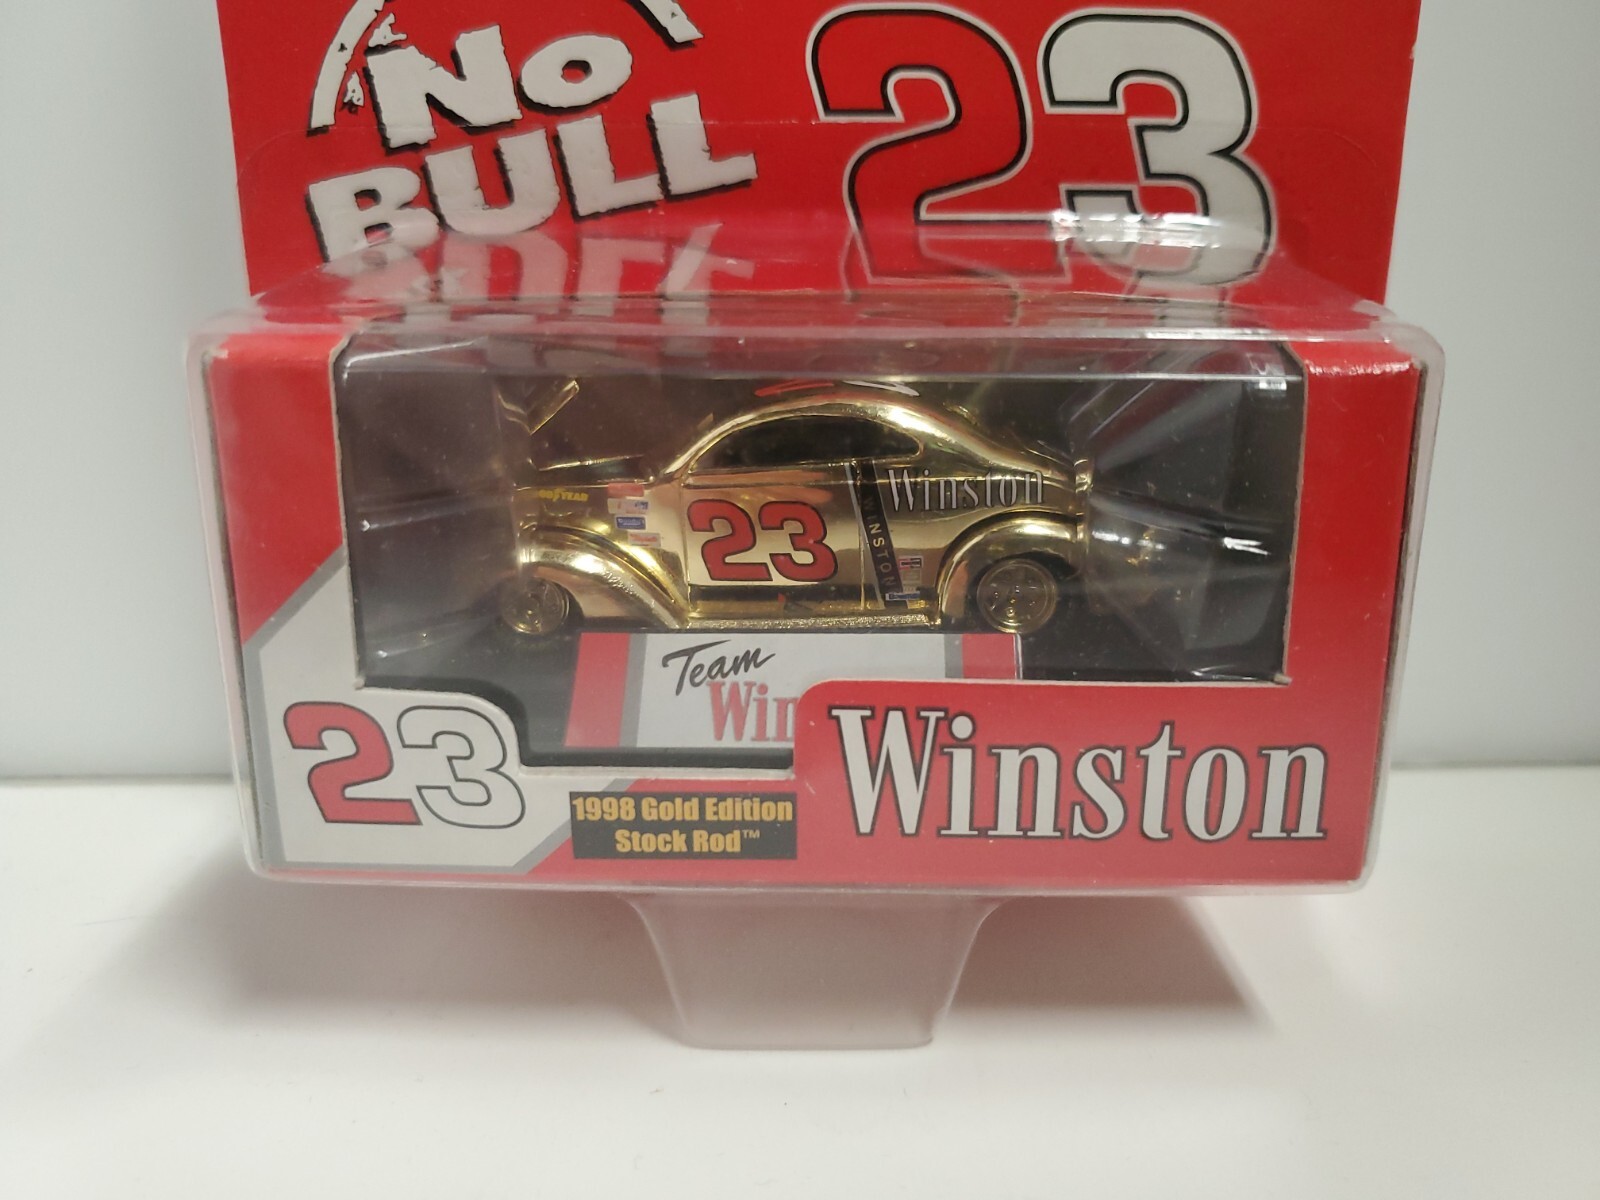 No
BULL
23
GOODYEAR
23
WINSTON
Winston
Team
Win
23
1998 Gold Edition
Stock Rod™
Winston